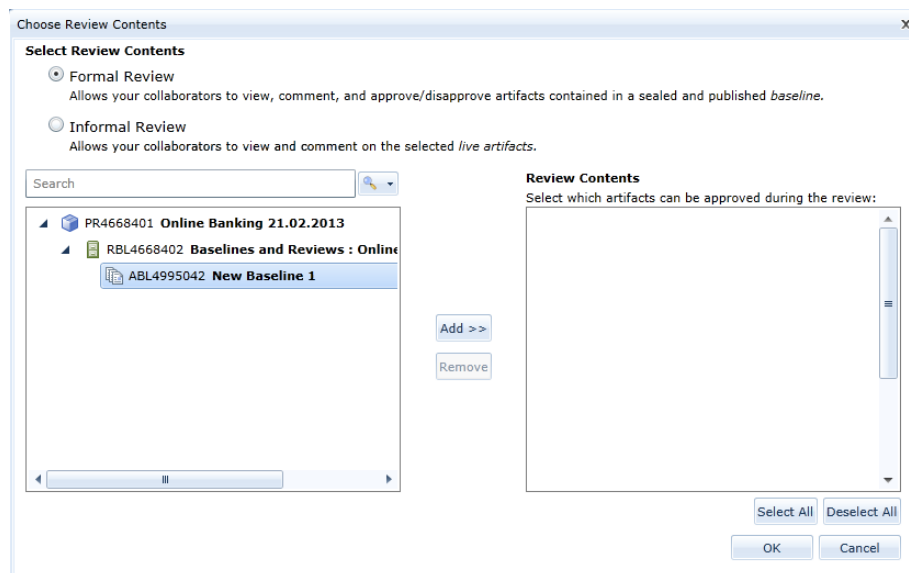 Choose Review Contents
x
Select Review Contents
Formal Review
Allows your collaborators to view, comment, and approve/disapprove artifacts contained in a sealed and published baseline.
Informal Review
Allows your collaborators to view and comment on the selected live artifacts.
Search
Review Contents
Select which artifacts can be approved during the review:
PR4668401 Online Banking 21.02.2013
RBL4668402 Baselines and Reviews : Online
ABL4995042 New Baseline 1
Add >>
Remove
Select All
Deselect All
OK
Cancel